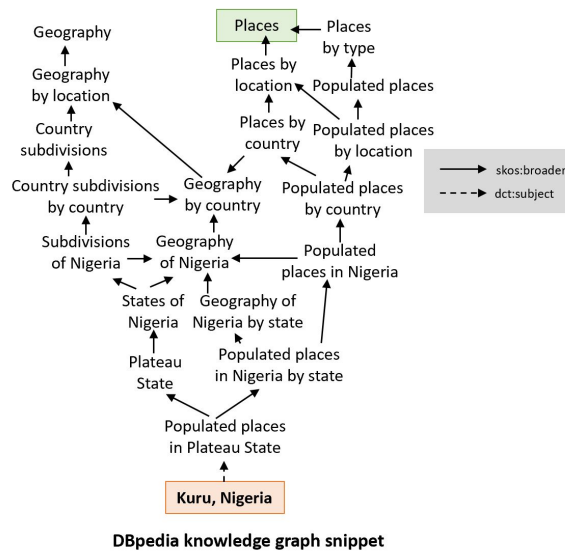 Geography
Places
Places
by type
Geography
by location
Places by
location
Populated places
Country
subdivisions
Places by
country
Populated places
by location
skos:broader
dct:subject
Country subdivisions
by country
Geography
by country
Populated places
by country
Subdivisions
of Nigeria
Geography
of Nigeria
Populated
places in Nigeria
States of
Nigeria
Geography of
Nigeria by state
Plateau
State
Populated places
in Nigeria by state
Populated places
in Plateau State
Kuru, Nigeria
DBpedia knowledge graph snippet